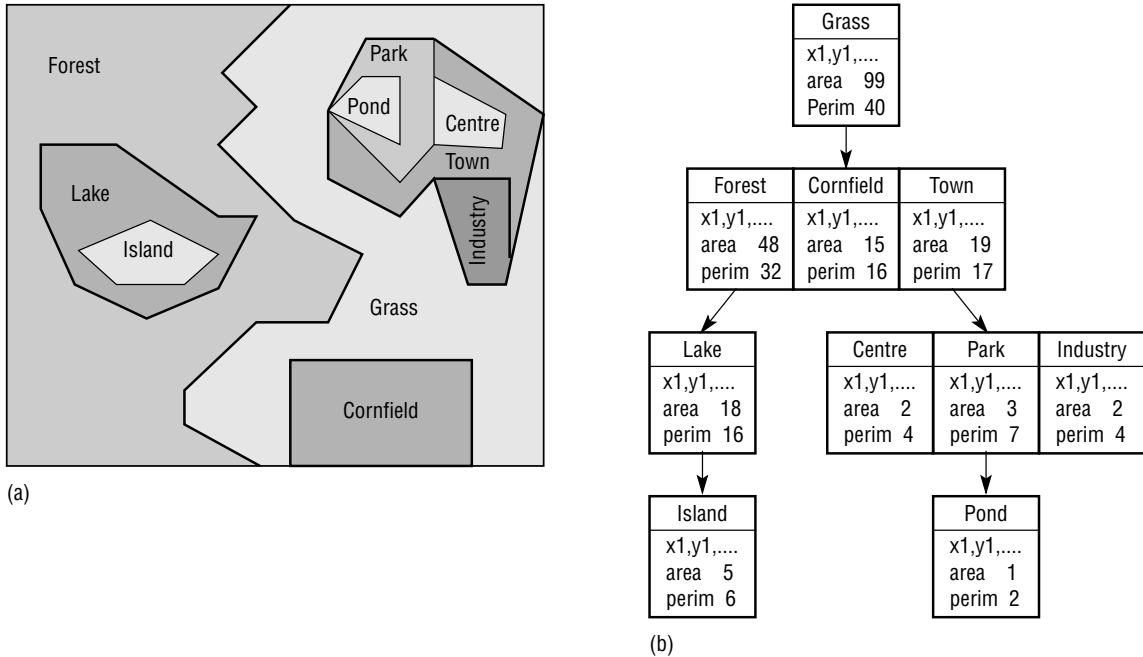 Forest
Park
Pond
Centre
Town
Lake
Island
Industry
Grass
Cornfield
(a)
Grass
x1,y1,....
area 99
Perim 40
Forest
x1,y1,....
area 48
perim 32
Cornfield
x1,y1,....
area 15
perim 16
Town
x1,y1,....
area 19
perim 17
Lake
x1,y1,....
area 18
perim 16
Centre
x1,y1,....
area 2
perim 4
Park
x1,y1,....
area 3
perim 7
Industry
x1,y1,....
area 2
perim 4
Island
x1,y1,....
area 5
perim 6
Pond
x1,y1,....
area 1
perim 2
(b)